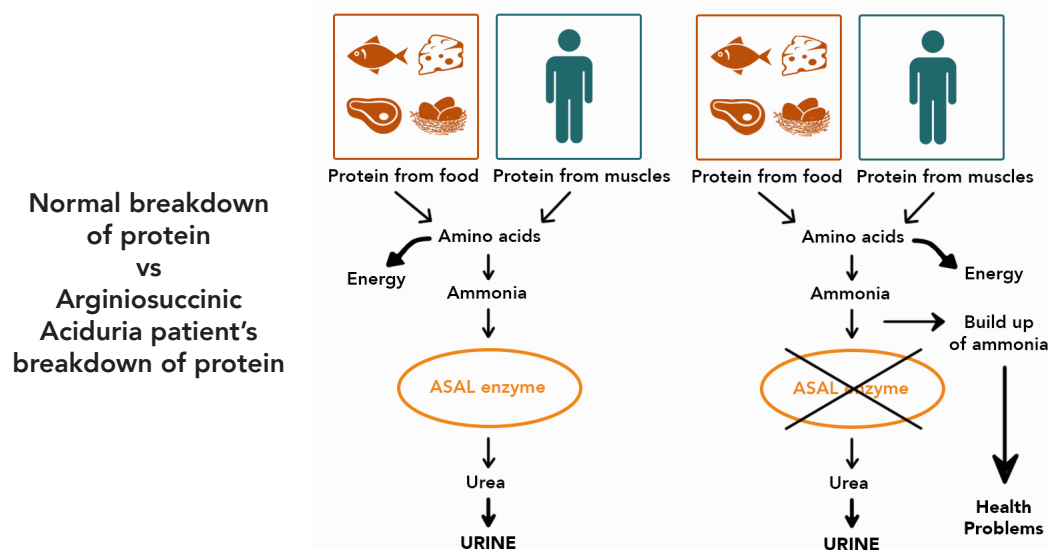 Normal breakdown
of protein
vs
Arginiosuccinic
Aciduria patient's
breakdown of protein
Protein from food
Protein from muscles
Amino acids
Energy
Ammonia
ASAL enzyme
Urea
URINE
Protein from food
Protein from muscles
Amino acids
Energy
Ammonia
Build up
of ammonia
ASAL enzyme
Urea
URINE
Health
Problems